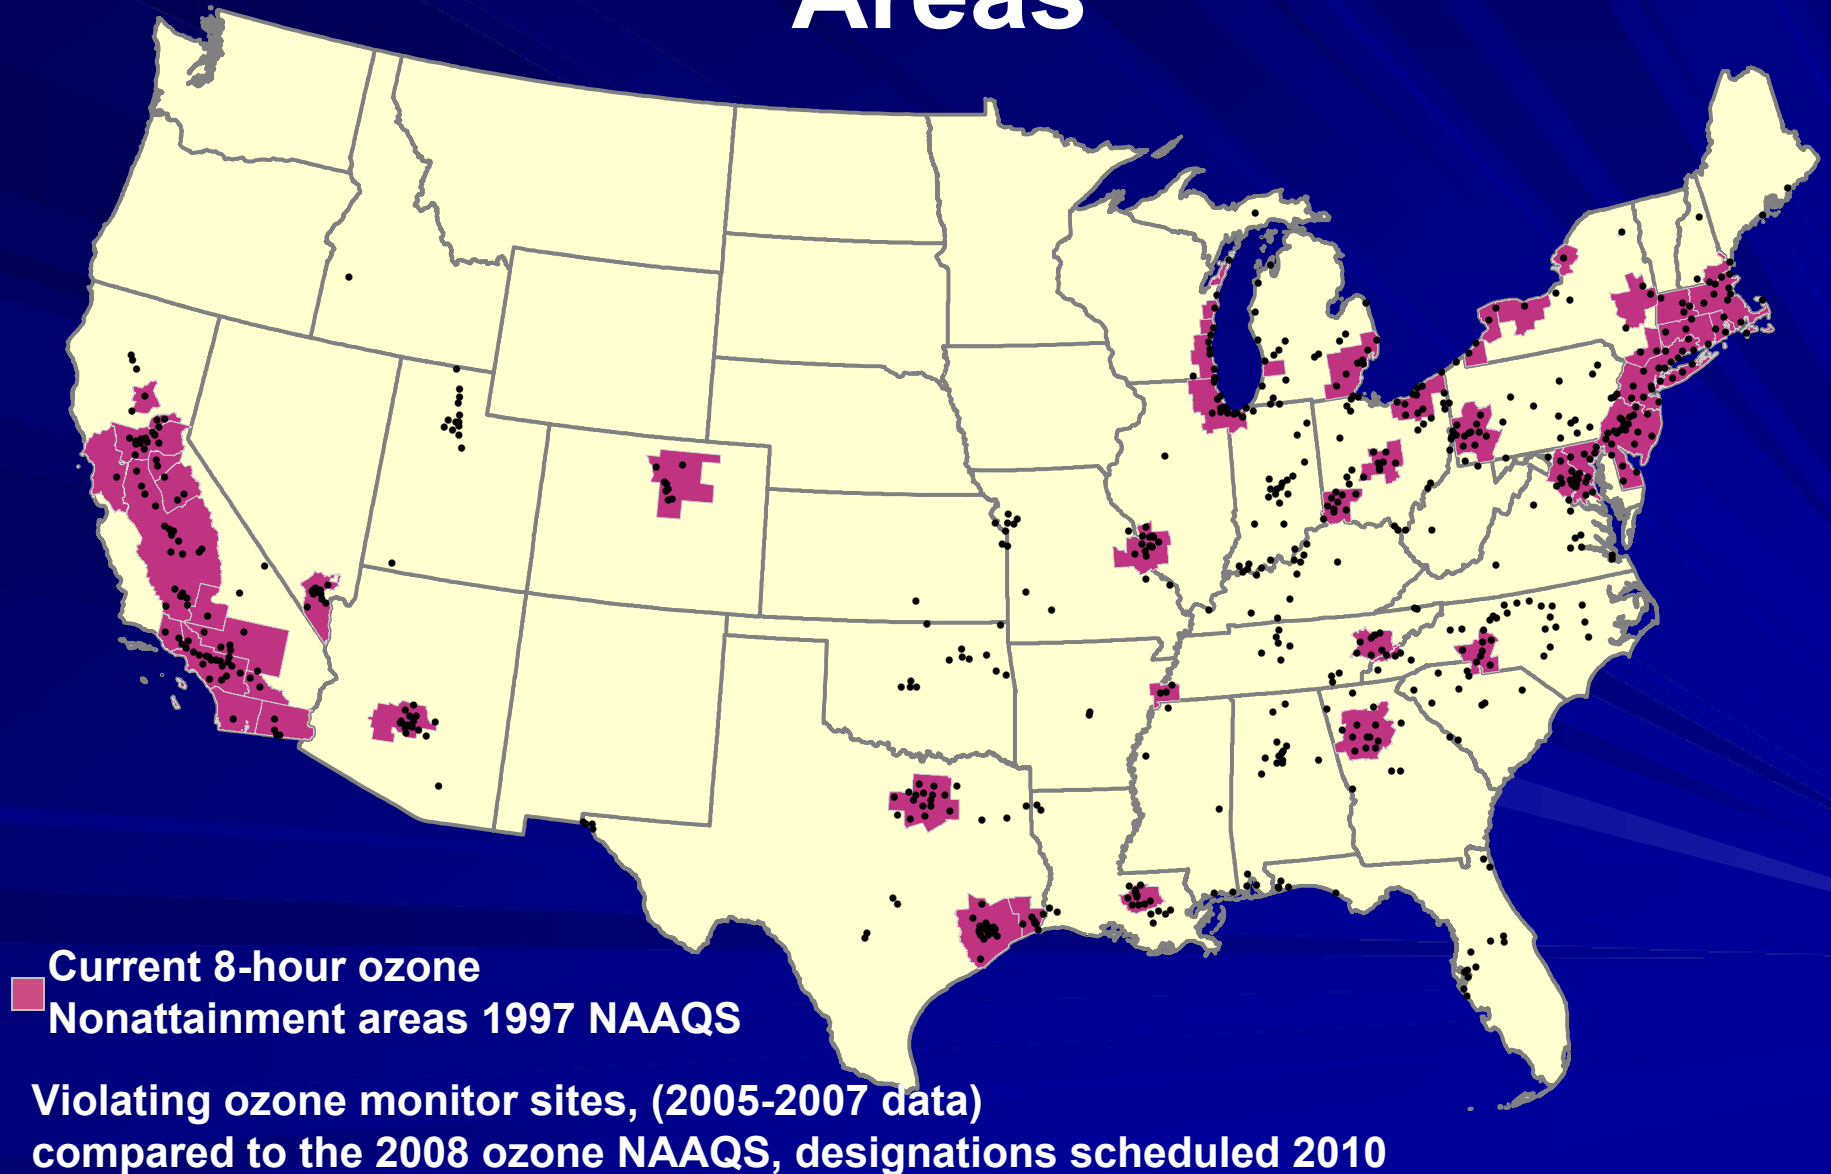 Areas
Current 8-hour ozone
Nonattainment areas 1997 NAAQS
Violating ozone monitor sites, (2005-2007 data)
compared to the 2008 ozone NAAQS, designations scheduled 2010